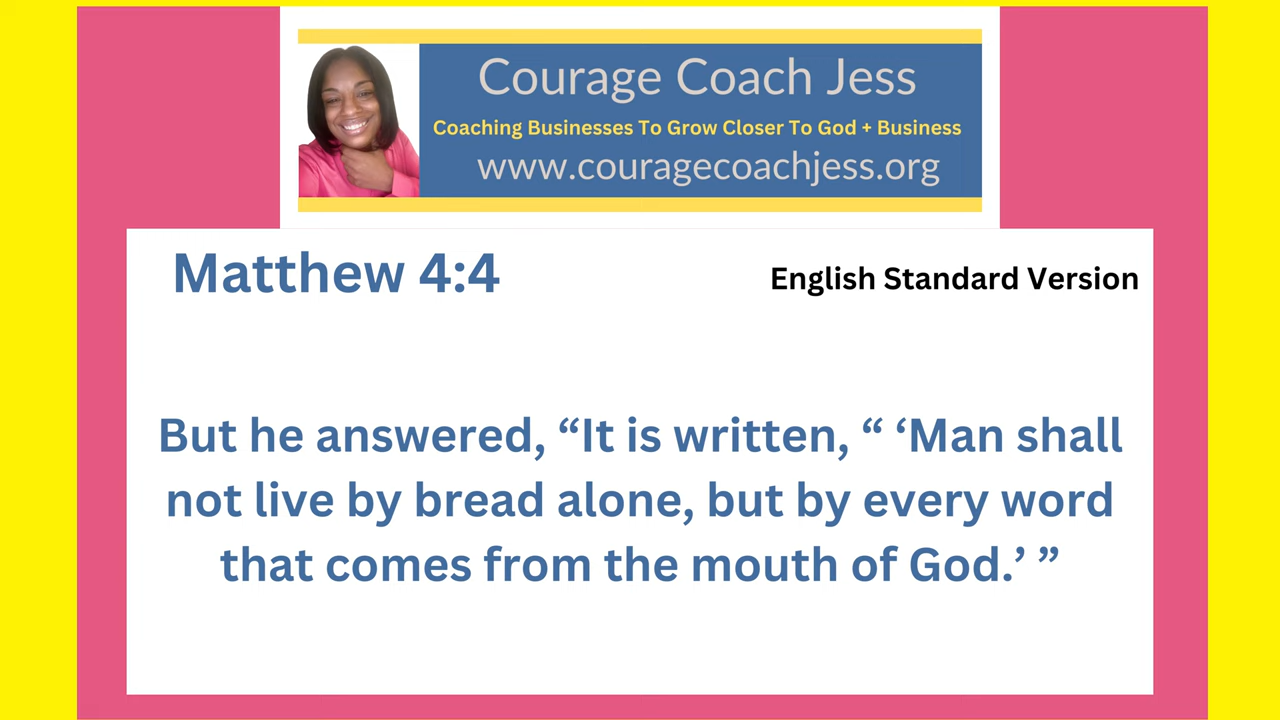 Courage Coach Jess
Coaching Businesses To Grow Closer To God + Business
www.couragecoachjess.org
Matthew 4:4
English Standard Version
But he answered, “It is written, “ ‘Man shall
not live by bread alone, but by every word
that comes from the mouth of God.’ ”